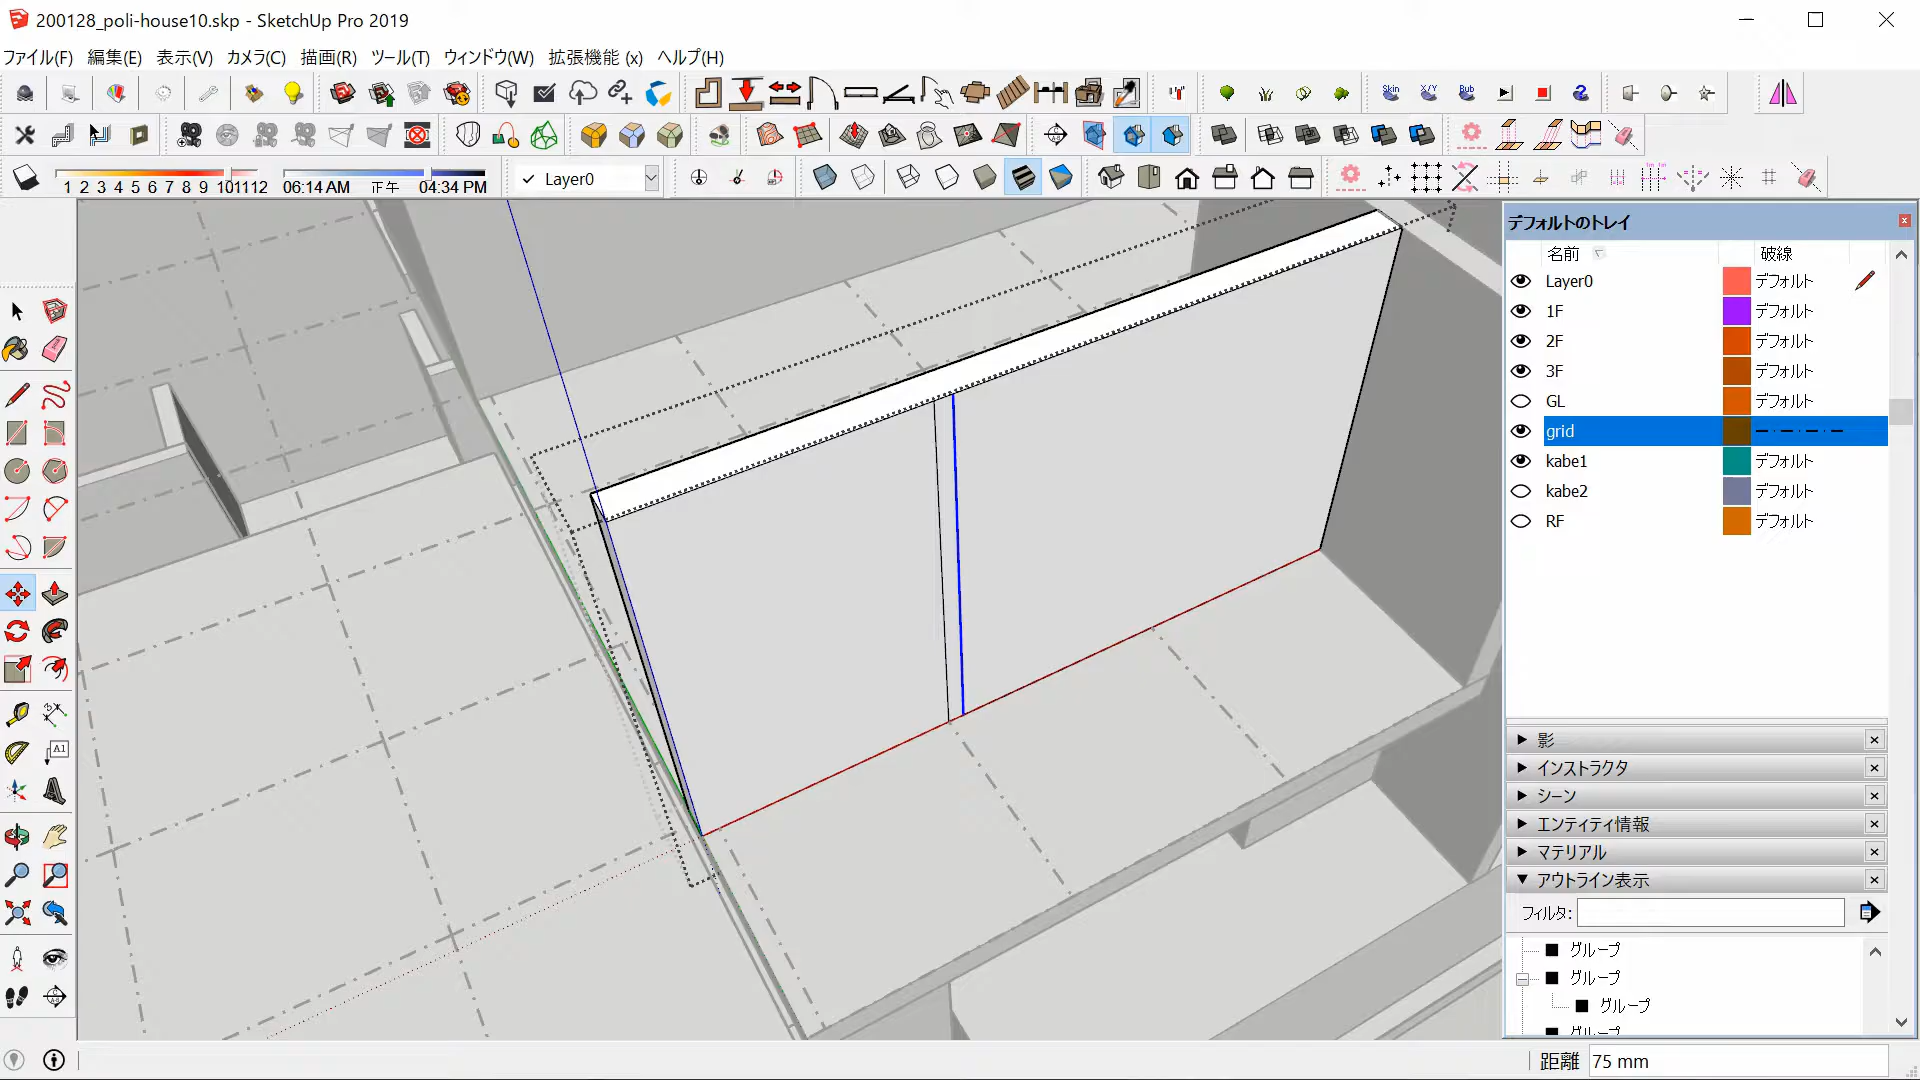 200128_poli-house10.skp - SketchUp Pro 2019
ファイル(F) 編集(E) 表示(V) カメラ(C) 描画(R) ツール(T) ウィンドウ(W) 拡張機能 (x) ヘルプ(H)
Skin X/Y Bub
1 2 3 4 5 6 7 8 9 101112 06:14 AM 正午 04:34 PM Layer0
デフォルトのトレイ
名前 破線
Layer0 デフォルト
1F デフォルト
2F デフォルト
3F デフォルト
GL デフォルト
grid
kabe1 デフォルト
kabe2 デフォルト
RF デフォルト
A1
影
インストラクタ
シーン
エンティティ情報
マテリアル
アウトライン表示
フィルタ:
グループ
グループ
グループ
グループ
距離 75 mm